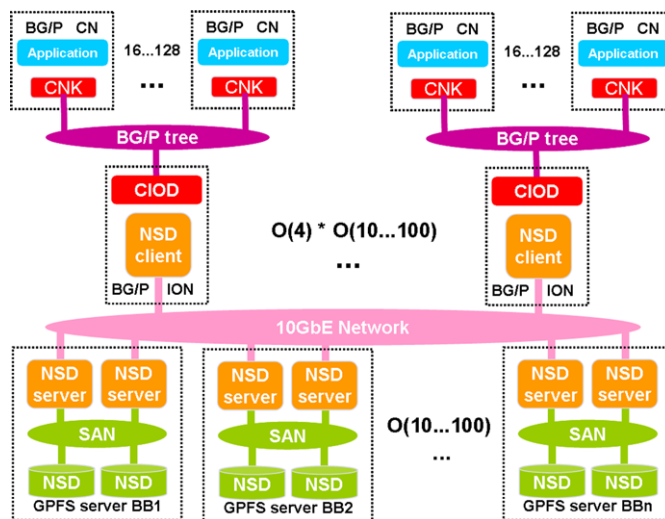 BG/P CN
Application
CNK
16...128
...
BG/P CN
Application
CNK
BG/P CN
Application
CNK
16...128
...
BG/P CN
Application
CNK
BG/P tree
BG/P tree
CIOD
NSD
client
BG/P ION
O(4) * O(10...100)
...
CIOD
NSD
client
BG/P ION
10GbE Network
NSD
server
NSD
server
SAN
NSD
NSD
GPFS server BB1
NSD
server
NSD
server
SAN
NSD
NSD
GPFS server BB2
O(10...100)
...
NSD
server
NSD
server
SAN
NSD
NSD
GPFS server BBn